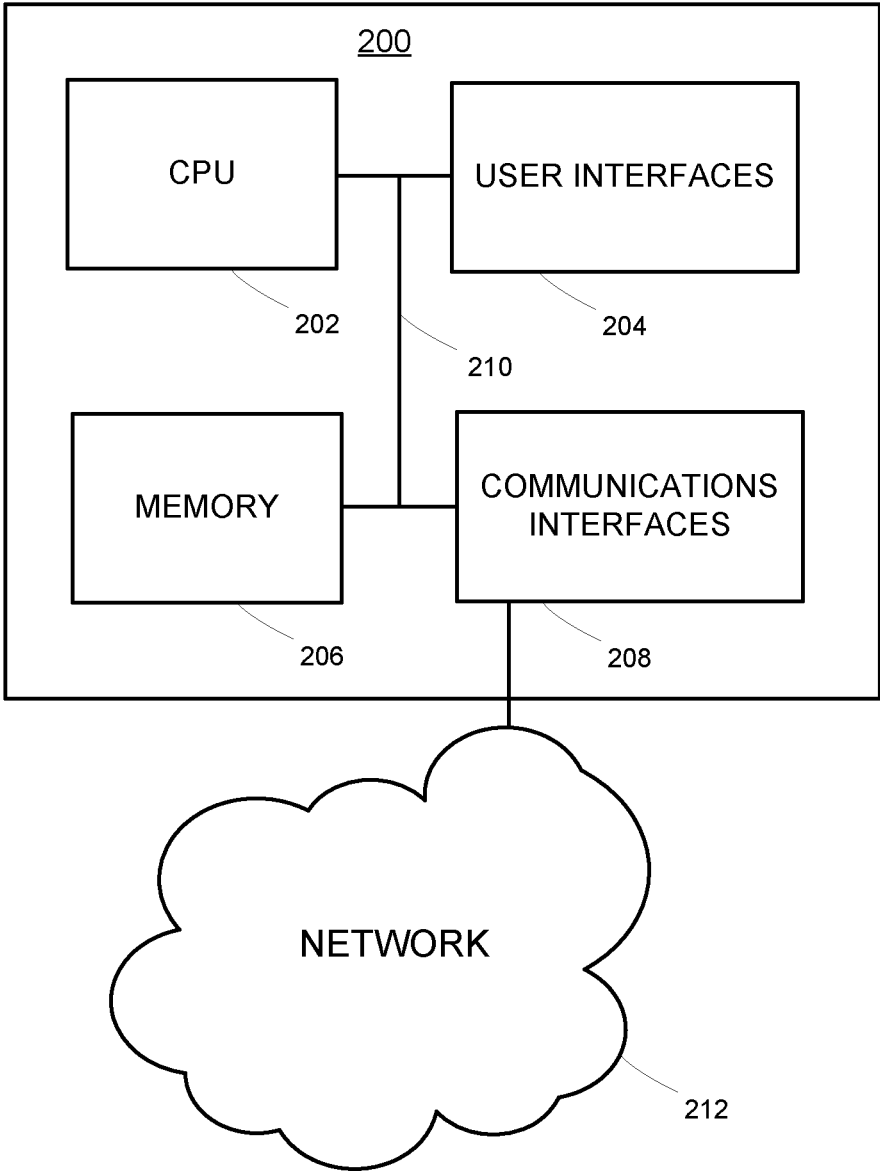 200
CPU
USER INTERFACES
202
204
210
MEMORY
COMMUNICATIONS
INTERFACES
206
208
NETWORK
212